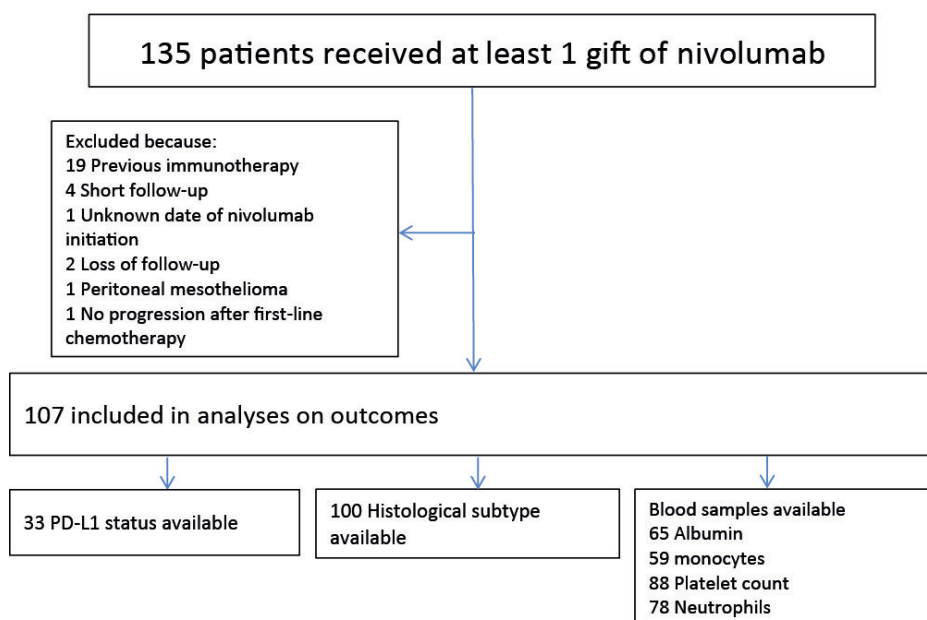 135 patients received at least 1 gift of nivolumab
Excluded because:
19 Previous immunotherapy
4 Short follow-up
1 Unknown date of nivolumab
initiation
2 Loss of follow-up
1 Peritoneal mesothelioma
1 No progression after first-line
chemotherapy
107 included in analyses on outcomes
33 PD-L1 status available
100 Histological subtype
available
Blood samples available
65 Albumin
59 monocytes
88 Platelet count
78 Neutrophils